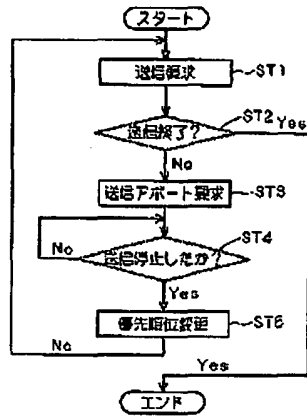 スタート
送信要求
ST1
送信終了?
ST2
Yes
No
送信アボート要求
ST3
送信停止したか?
ST4
No
Yes
優先順位
ST5
No
Yes
エンド